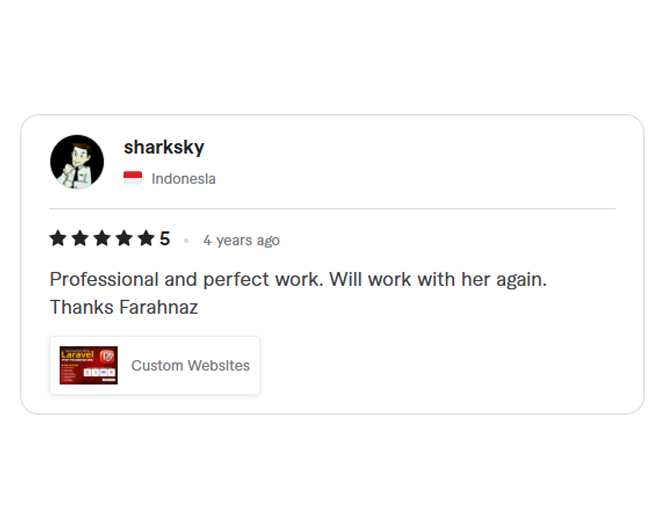 sharksky
Indonesia
5 4 years ago
Professional and perfect work. Will work with her again.
Thanks Farahnaz
Laravel
Custom Websites